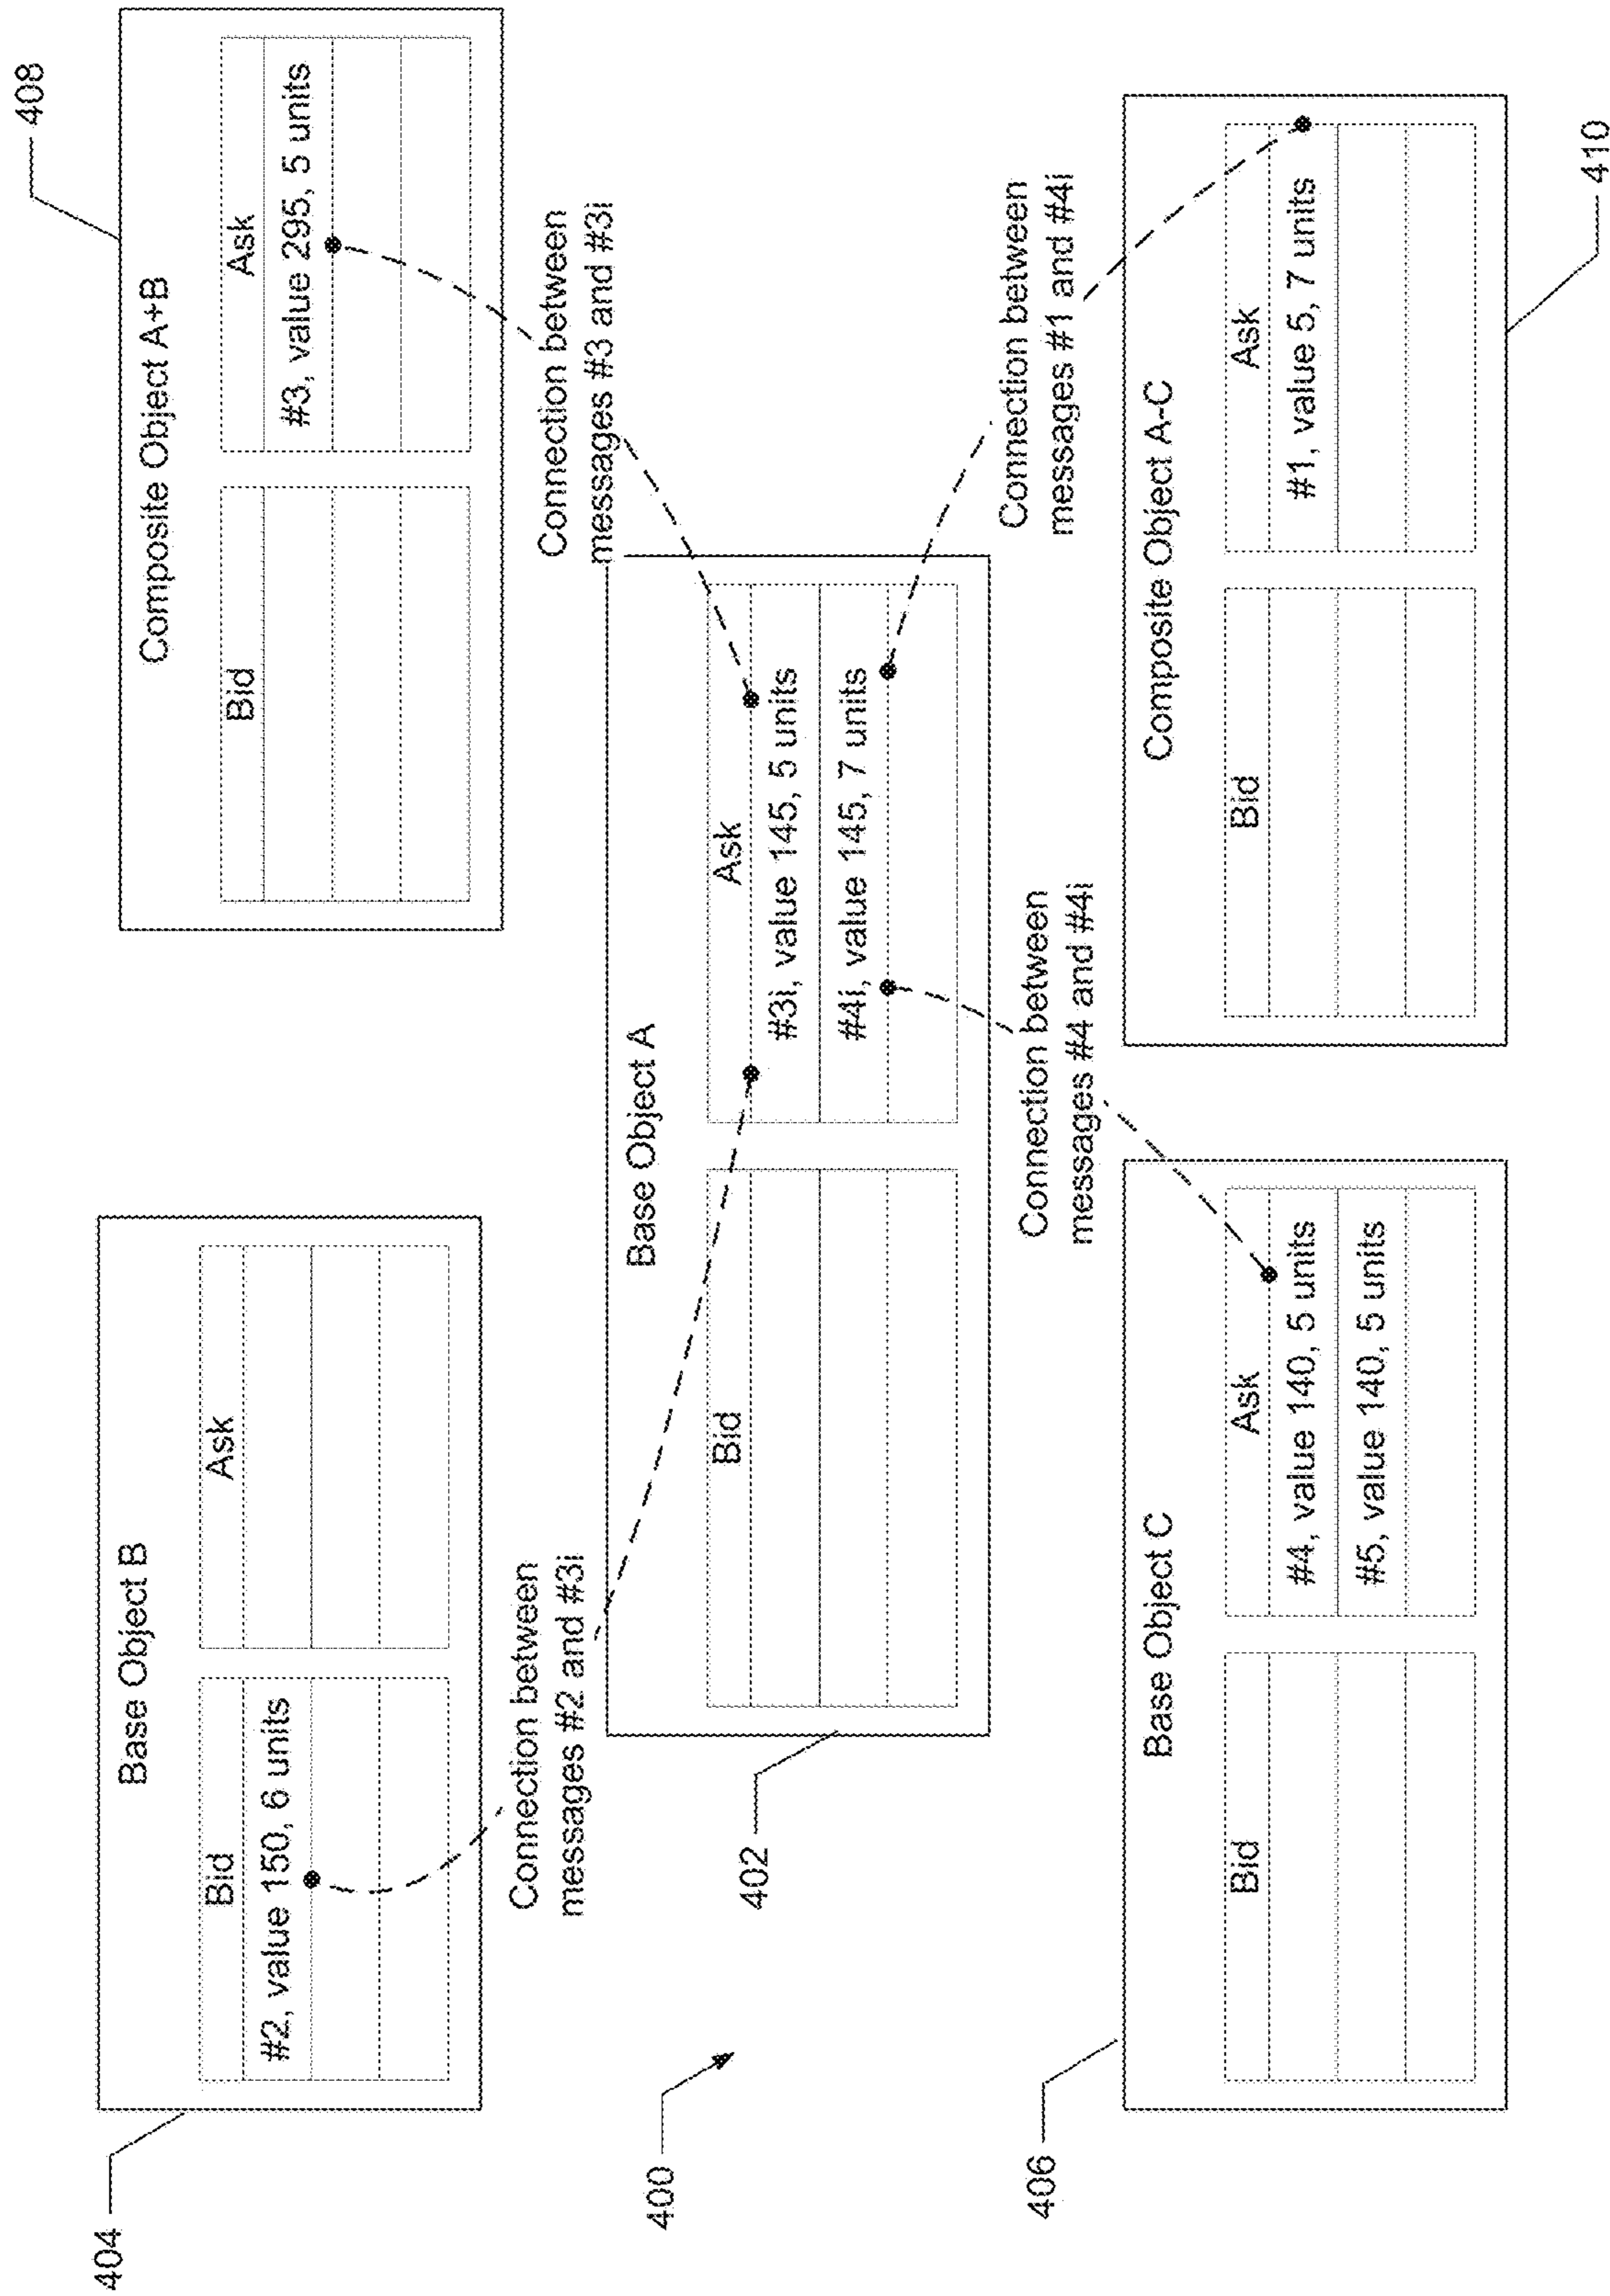 404
Base Object B
Bid
Ask
#2, value 150, 6 units
408
Composite Object A+B
Bid
Ask
#3, value 295, 5 units
Connection between
messages #2 and #3i
Connection between
messages #3 and #3i
400
402
Base Object A
Bid
Ask
#3i, value 145, 5 units
#4i, value 145, 7 units
Connection between
messages #4 and #4i
Connection between
messages #1 and #4i
406
Base Object C
Bid
Ask
#4, value 140, 5 units
#5, value 140, 5 units
Composite Object A-C
Bid
Ask
#1, value 5, 7 units
410